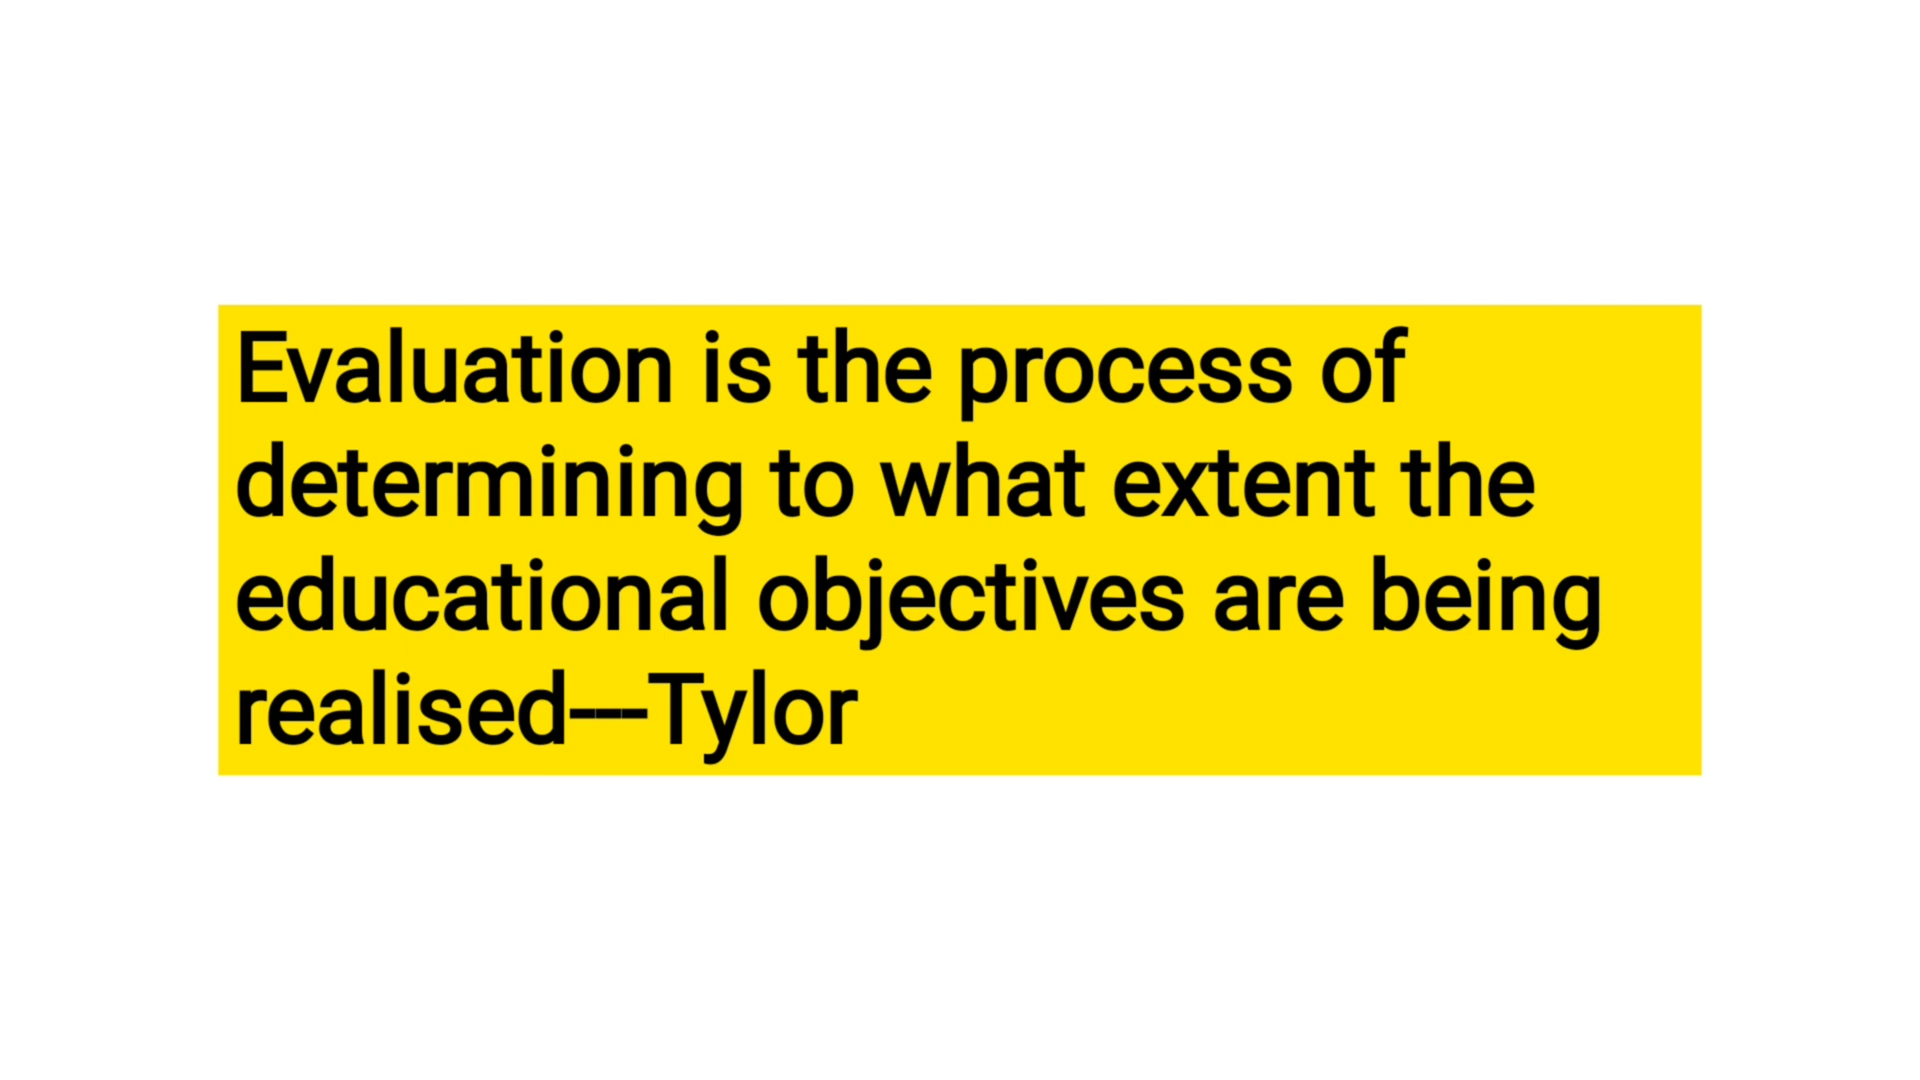 Evaluation is the process of
determining to what extent the
educational objectives are being
realised---Tylor